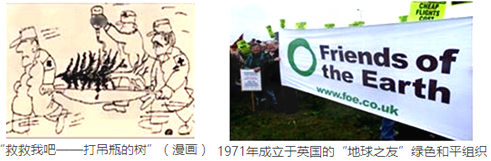 CHEAP
FLIGHTS
COST
Friends
of the Earth
www.foe.co.uk
“救救我吧——打吊瓶的树”（漫画）
1971年成立于英国的“地球之友”绿色和平组织